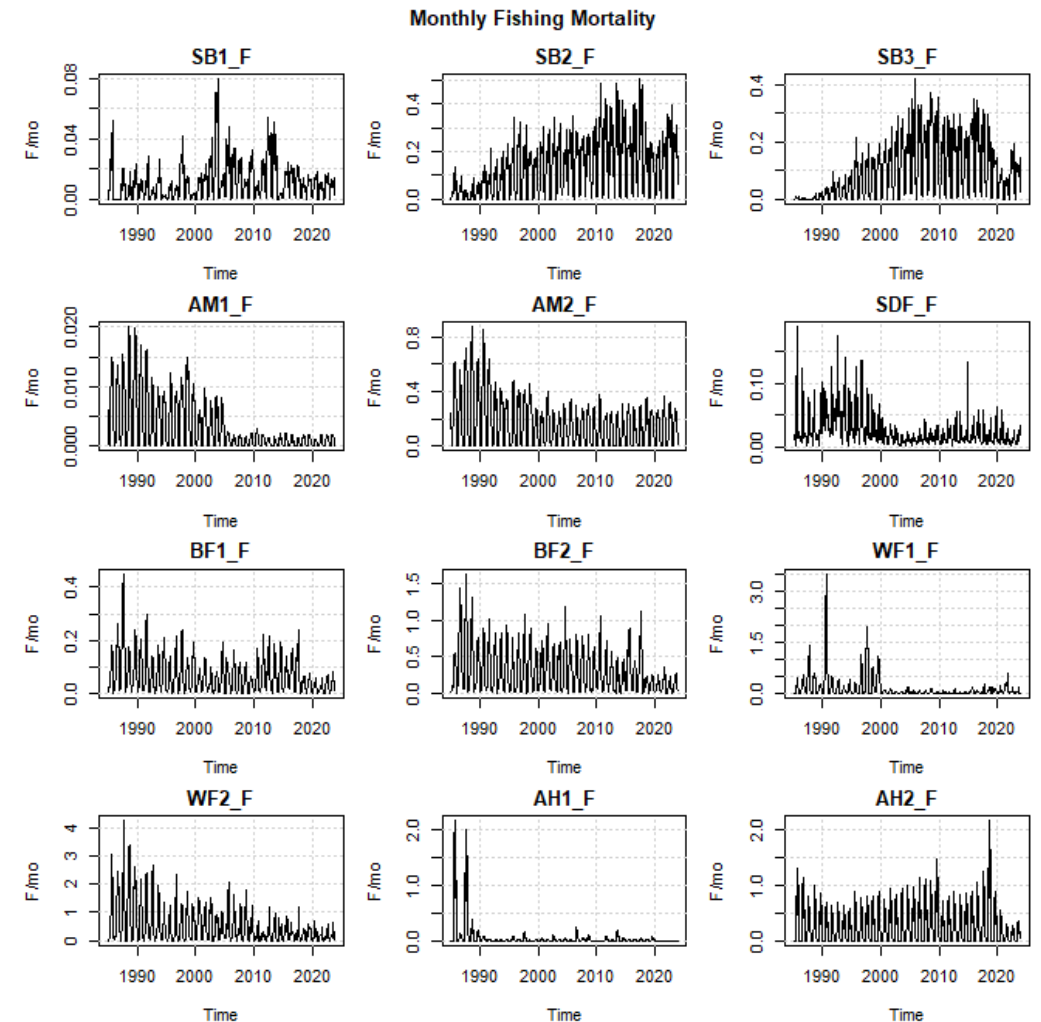 Monthly Fishing Mortality
SB1_F SB2_F SB3_F
F /mo 0.00 0.04 0.08 F /mo 0.0 0.2 0.4 F /mo 0.0 0.2 0.4
1990 2000 2010 2020 1990 2000 2010 2020 1990 2000 2010 2020
Time Time Time
AM1_F AM2_F SDF_F
F /mo 0.000 0.010 0.020 F /mo 0.0 0.4 0.8 F /mo 0.00 0.10
1990 2000 2010 2020 1990 2000 2010 2020 1990 2000 2010 2020
Time Time Time
BF1_F BF2_F WF1_F
F /mo 0.0 0.2 0.4 F /mo 0.0 0.5 1.0 1.5 F /mo 0.0 1.5 3.0
1990 2000 2010 2020 1990 2000 2010 2020 1990 2000 2010 2020
Time Time Time
WF2_F AH1_F AH2_F
F /mo 0 1 2 3 4 F /mo 0.0 1.0 2.0 F /mo 0.0 1.0 2.0
1990 2000 2010 2020 1990 2000 2010 2020 1990 2000 2010 2020
Time Time Time